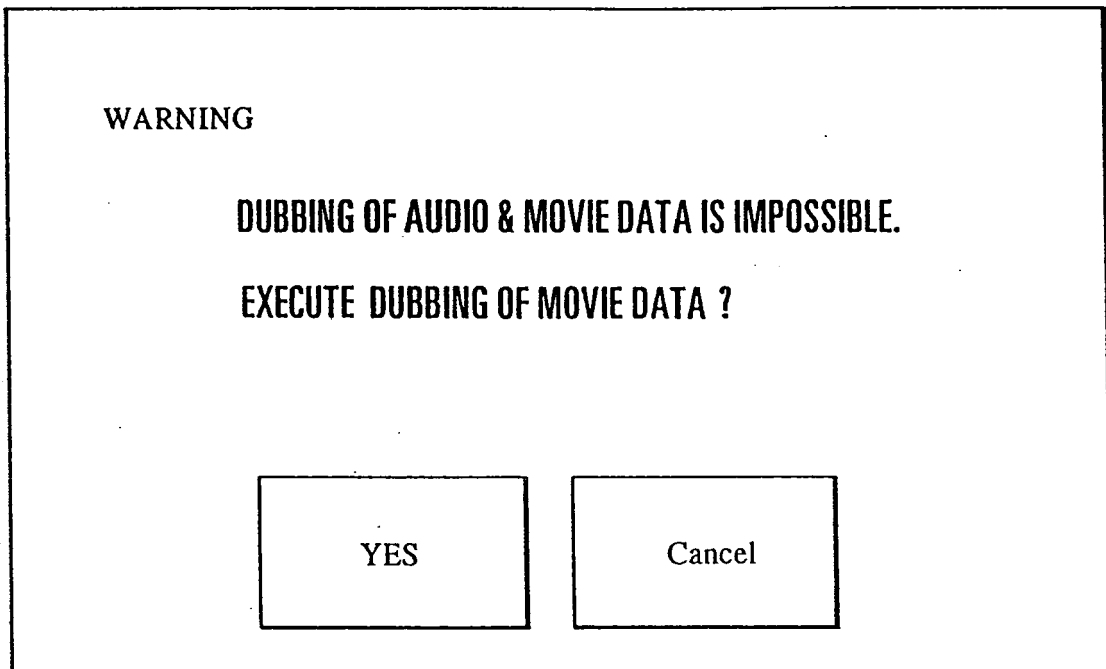 WARNING
DUBBING OF AUDIO & MOVIE DATA IS IMPOSSIBLE.
EXECUTE DUBBING OF MOVIE DATA ?
YES Cancel